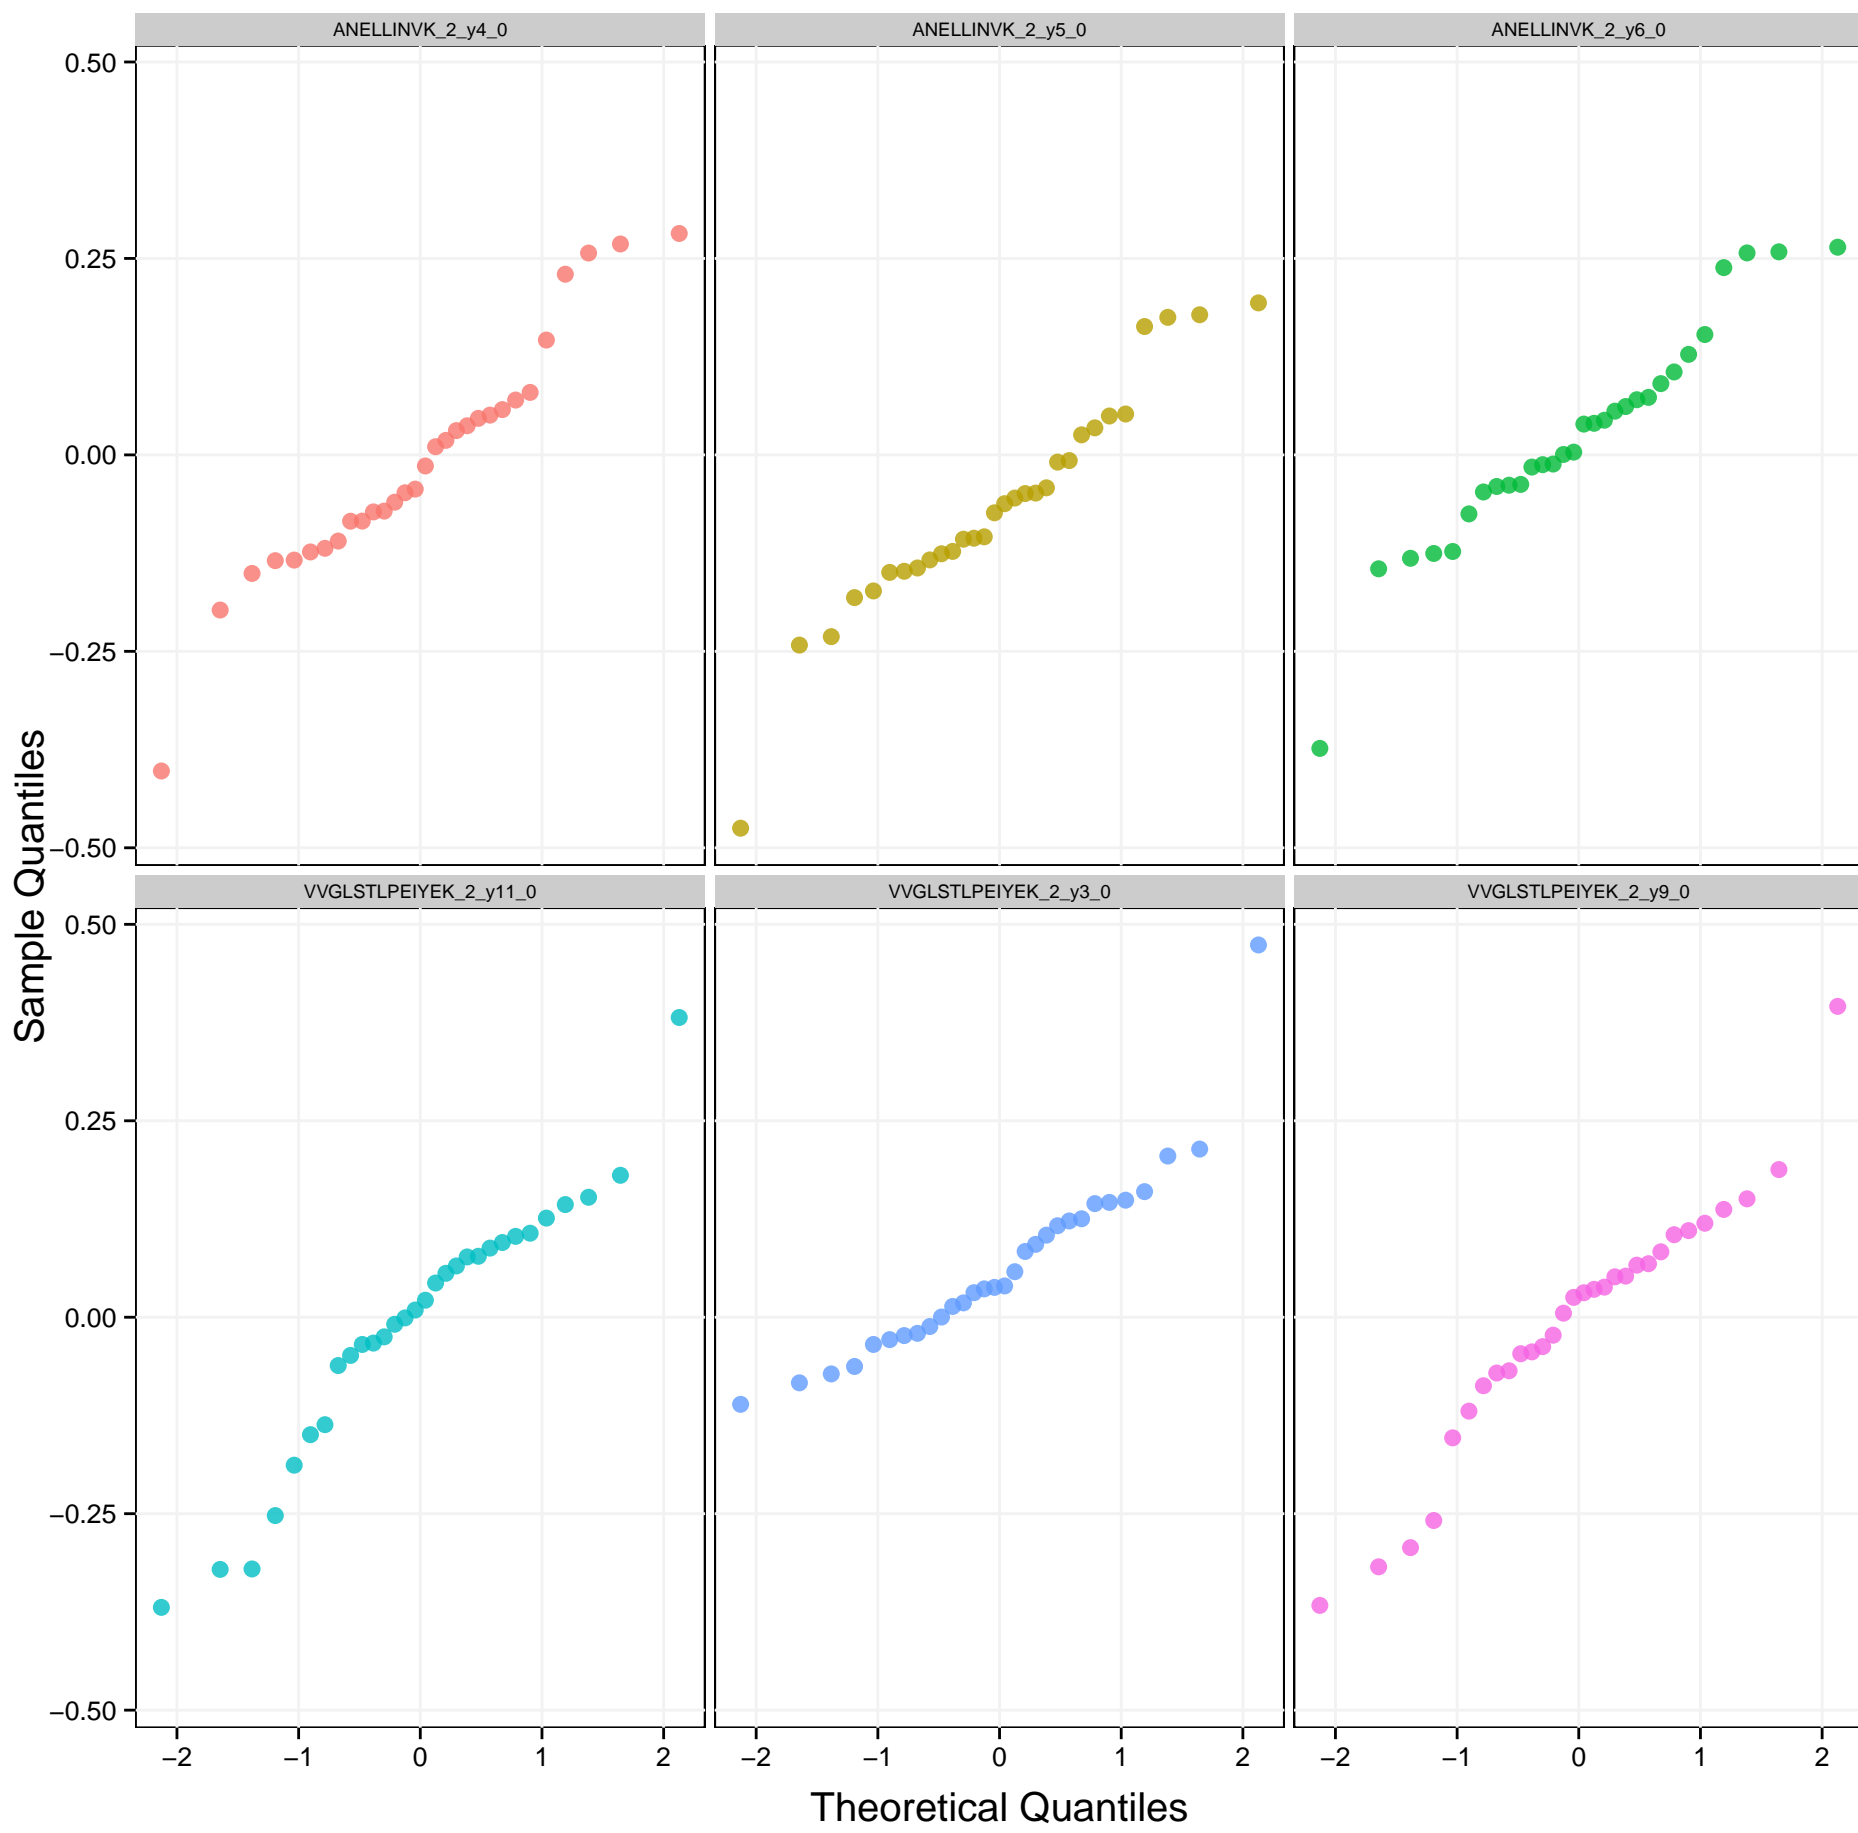 ANELLINVK_2_y4_0
ANELLINVK_2_y5_0
ANELLINVK_2_y6_0
0.50
0.25
0.00
−0.25
−0.50
VVGLSTLPEIYEK_2_y11_0
VVGLSTLPEIYEK_2_y3_0
VVGLSTLPEIYEK_2_y9_0
0.50
0.25
0.00
−0.25
−0.50
−2 −1 0 1 2
−2 −1 0 1 2
−2 −1 0 1 2
Theoretical Quantiles
Sample Quantiles